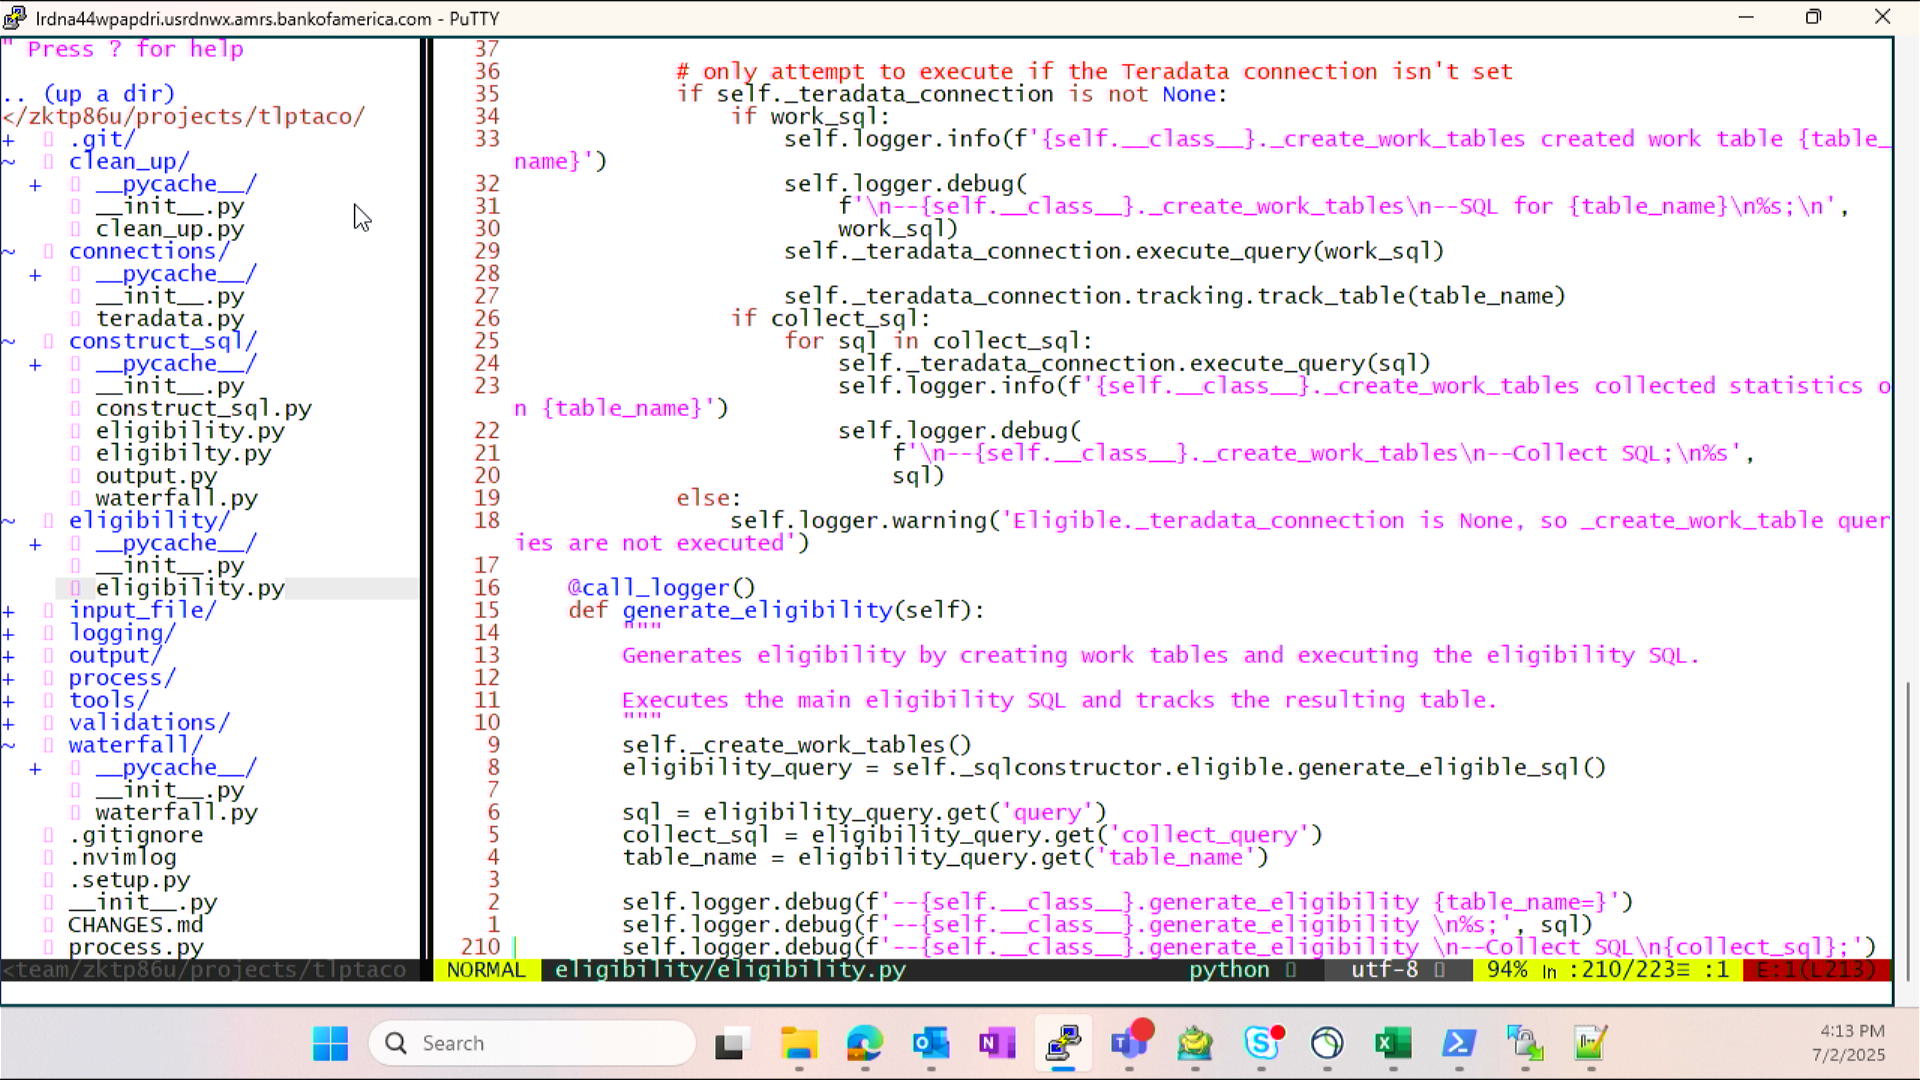 lrdna44wpapdri.usrdnwx.amrs.bankofamerica.com - PuTTY
" Press ? for help
.. (up a dir)
</zktp86u/projects/tlptaco/
+ .git/
~ clean_up/
+ __pycache__/
__init__.py
clean_up.py
~ connections/
+ __pycache__/
__init__.py
teradata.py
~ construct_sql/
+ __pycache__/
__init__.py
construct_sql.py
eligibility.py
eligibilty.py
output.py
waterfall.py
~ eligibility/
+ __pycache__/
__init__.py
eligibility.py
+ input_file/
+ logging/
+ output/
+ process/
+ tools/
+ validations/
~ waterfall/
+ __pycache__/
__init__.py
waterfall.py
.gitignore
.nvimlog
.setup.py
__init__.py
CHANGES.md
process.py
<team/zktp86u/projects/tlptaco
37
36 # only attempt to execute if the Teradata connection isn't set
35 if self._teradata_connection is not None:
34 if work_sql:
33 self.logger.info(f'{self.__class__}._create_work_tables created work table {table_
name}')
32 self.logger.debug(
31 f'\n--{self.__class__}._create_work_tables\n--SQL for {table_name}\n%s;\n',
30 work_sql)
29 self._teradata_connection.execute_query(work_sql)
28
27 self._teradata_connection.tracking.track_table(table_name)
26 if collect_sql:
25 for sql in collect_sql:
24 self._teradata_connection.execute_query(sql)
23 self.logger.info(f'{self.__class__}._create_work_tables collected statistics o
n {table_name}')
22 self.logger.debug(
21 f'\n--{self.__class__}._create_work_tables\n--Collect SQL;\n%s',
20 sql)
19 else:
18 self.logger.warning('Eligible._teradata_connection is None, so _create_work_table quer
ies are not executed')
17
16 @call_logger()
15 def generate_eligibility(self):
14 """
13 Generates eligibility by creating work tables and executing the eligibility SQL.
12
11 Executes the main eligibility SQL and tracks the resulting table.
10 """
9 self._create_work_tables()
8 eligibility_query = self._sqlconstructor.eligible.generate_eligible_sql()
7
6 sql = eligibility_query.get('query')
5 collect_sql = eligibility_query.get('collect_query')
4 table_name = eligibility_query.get('table_name')
3
2 self.logger.debug(f'--{self.__class__}.generate_eligibility {table_name=}')
1 self.logger.debug(f'--{self.__class__}.generate_eligibility \n%s;', sql)
210 self.logger.debug(f'--{self.__class__}.generate_eligibility \n--Collect SQL\n{collect_sql};')
NORMAL eligibility/eligibility.py python utf-8 94% ln :210/223≡ :1 E:1(L213)
Search
4:13 PM
7/2/2025